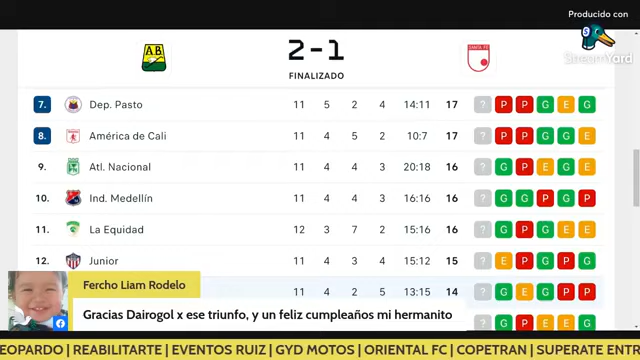 Producido con
StreamYard
AB
2-1
SANTA FE
FINALIZADO
7. Dep. Pasto 11 5 2 4 14:11 17 ? P P G E G
8. América de Cali 11 4 5 2 10:7 17 ? P P G G E
9. Atl. Nacional 11 4 4 3 20:18 16 ? G P E G E
10. Ind. Medellín 11 4 4 3 16:16 16 ? G G P G P
11. La Equidad 12 3 7 2 15:16 16 ? G P G E E
12. Junior 11 4 3 4 15:12 15 ? E P G P G
11 4 2 5 13:15 14 ? G E G P P
? G P E E G
Fercho Liam Rodelo
Gracias Dairogol x ese triunfo, y un feliz cumpleaños mi hermanito
EOPARDO | REABILITARTE | EVENTOS RUIZ | GYD MOTOS | ORIENTAL FC | COPETRAN | SUPERATE ENTR